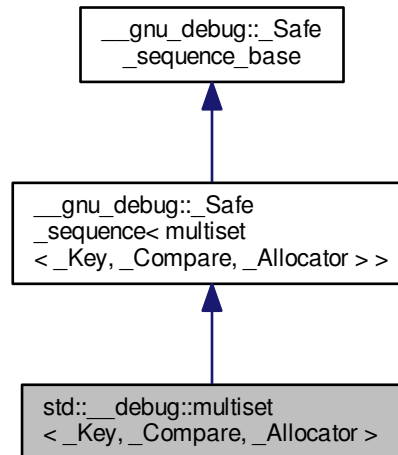 __gnu_debug::_Safe
_sequence_base
__gnu_debug::_Safe
_sequence< multiset
< _Key, _Compare, _Allocator > >
std::__debug::multiset
< _Key, _Compare, _Allocator >